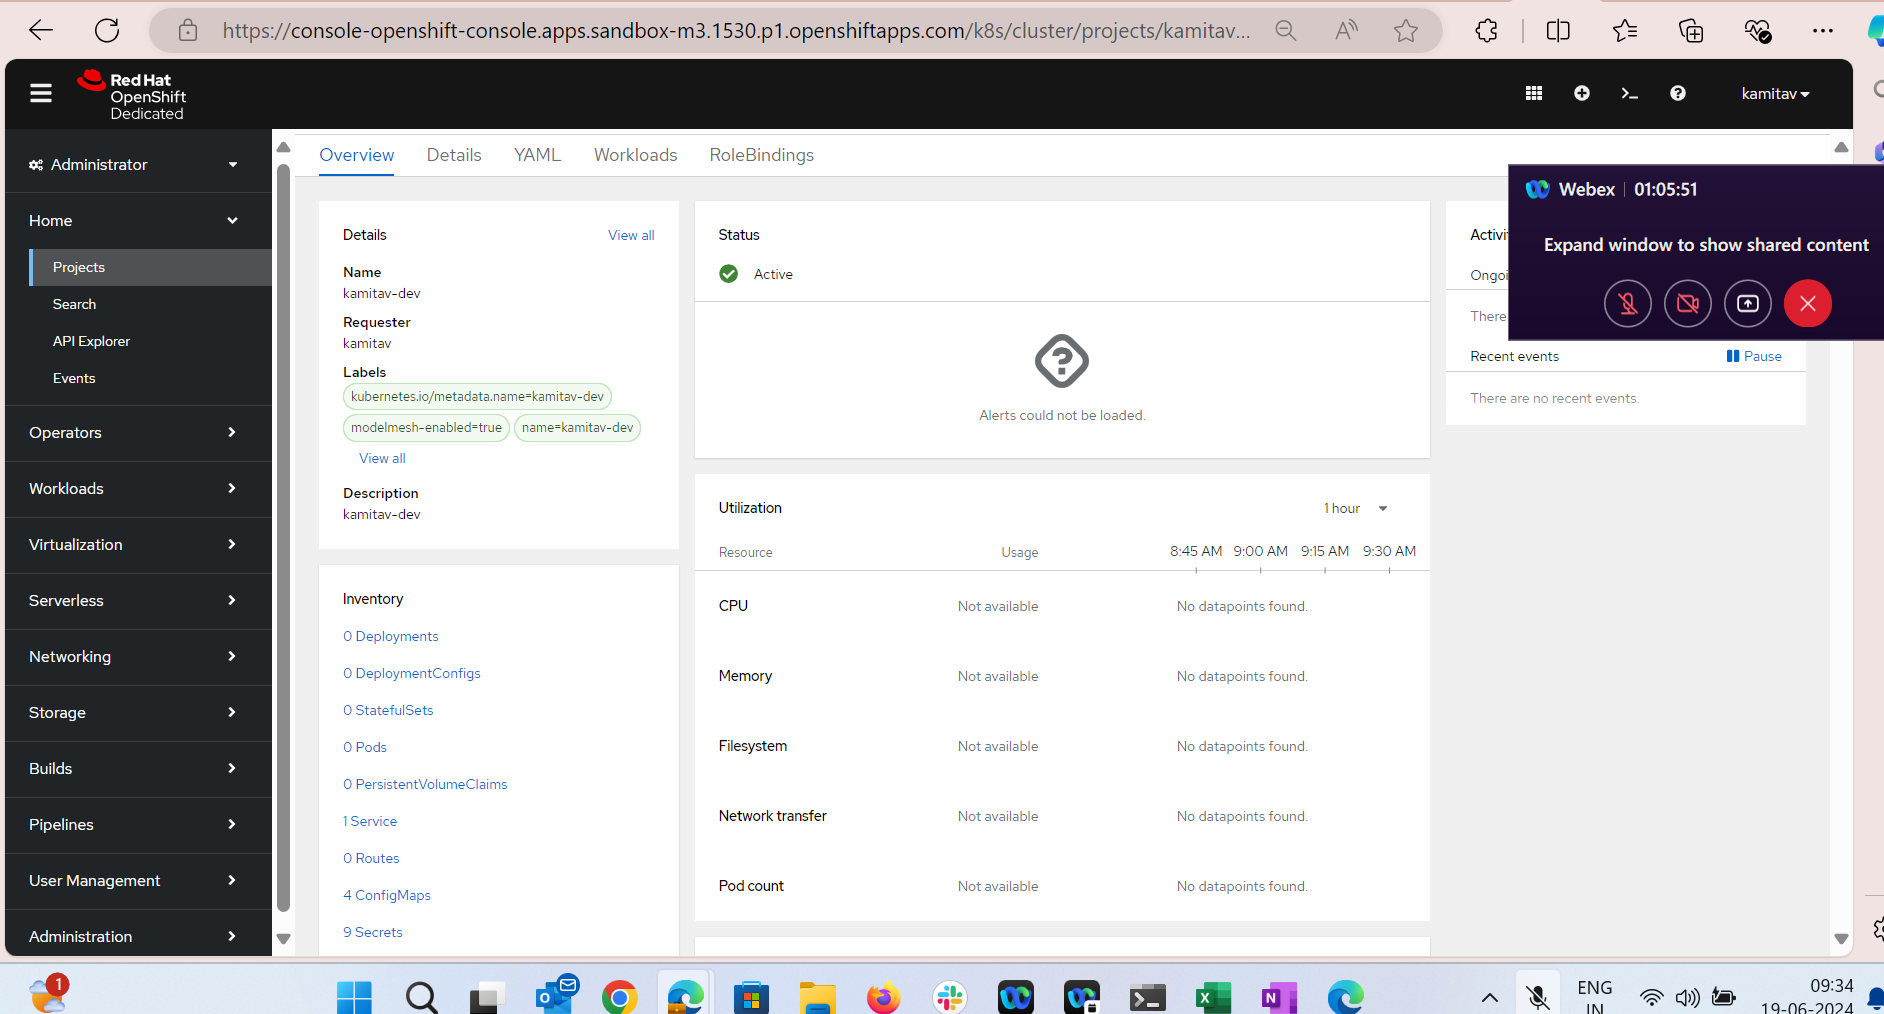 https://console-openshift-console.apps.sandbox-m3.1530.p1.openshiftapps.com/k8s/cluster/projects/kamitav...
Red Hat
OpenShift
Dedicated
kamitav
Administrator
Home
Projects
Search
API Explorer
Events
Operators
Workloads
Virtualization
Serverless
Networking
Storage
Builds
Pipelines
User Management
Administration
Overview
Details
YAML
Workloads
RoleBindings
Details
View all
Name
kamitav-dev
Requester
kamitav
Labels
kubernetes.io/metadata.name=kamitav-dev
modelmesh-enabled=true
name=kamitav-dev
View all
Description
kamitav-dev
Inventory
0 Deployments
0 DeploymentConfigs
0 StatefulSets
0 Pods
0 PersistentVolumeClaims
1 Service
0 Routes
4 ConfigMaps
9 Secrets
Status
Active
Alerts could not be loaded.
Utilization
1 hour
Resource
Usage
8:45 AM
9:00 AM
9:15 AM
9:30 AM
CPU
Not available
No datapoints found.
Memory
Not available
No datapoints found.
Filesystem
Not available
No datapoints found.
Network transfer
Not available
No datapoints found.
Pod count
Not available
No datapoints found.
Webex
01:05:51
Expand window to show shared content
There
Recent events
Pause
There are no recent events.
1
ENG
IN
09:34
19-06-2024